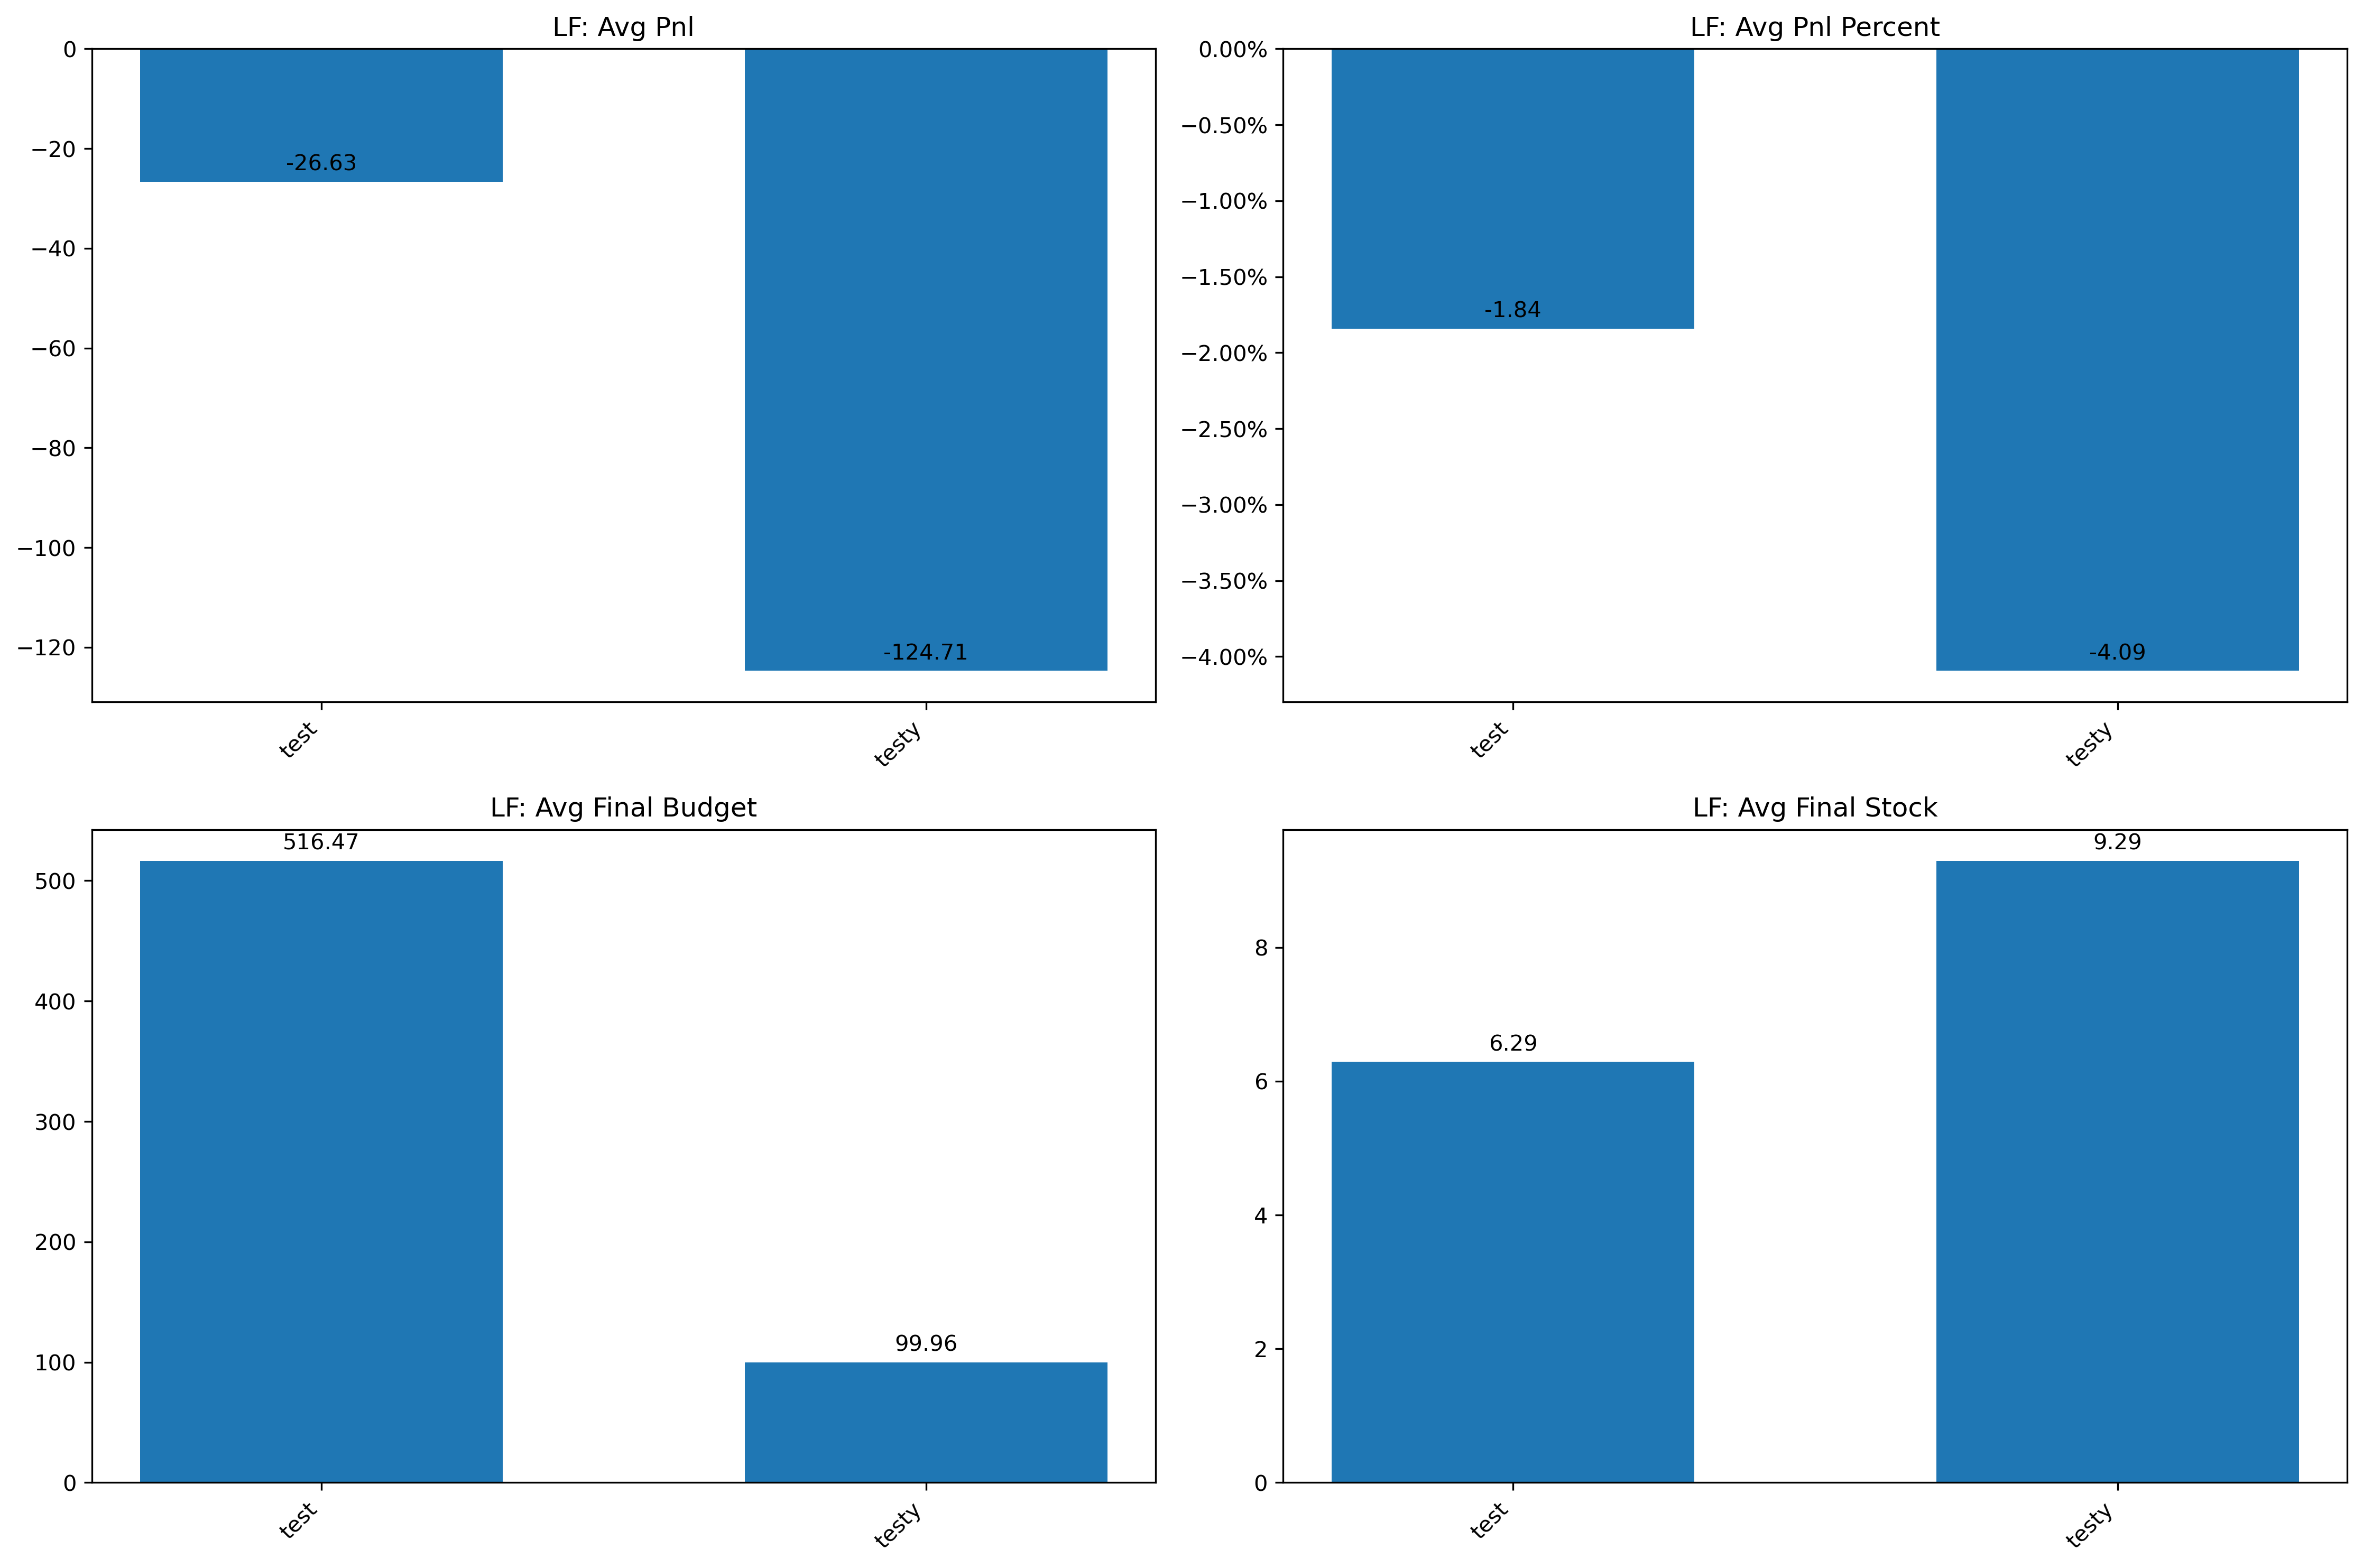 LF: Avg Pnl
0
−20
−40
−60
−80
−100
−120
-26.63
-124.71
test
testy
LF: Avg Pnl Percent
0.00%
−0.50%
−1.00%
−1.50%
−2.00%
−2.50%
−3.00%
−3.50%
−4.00%
-1.84
-4.09
test
testy
LF: Avg Final Budget
500
400
300
200
100
0
516.47
99.96
test
testy
LF: Avg Final Stock
8
6
4
2
0
6.29
9.29
test
testy